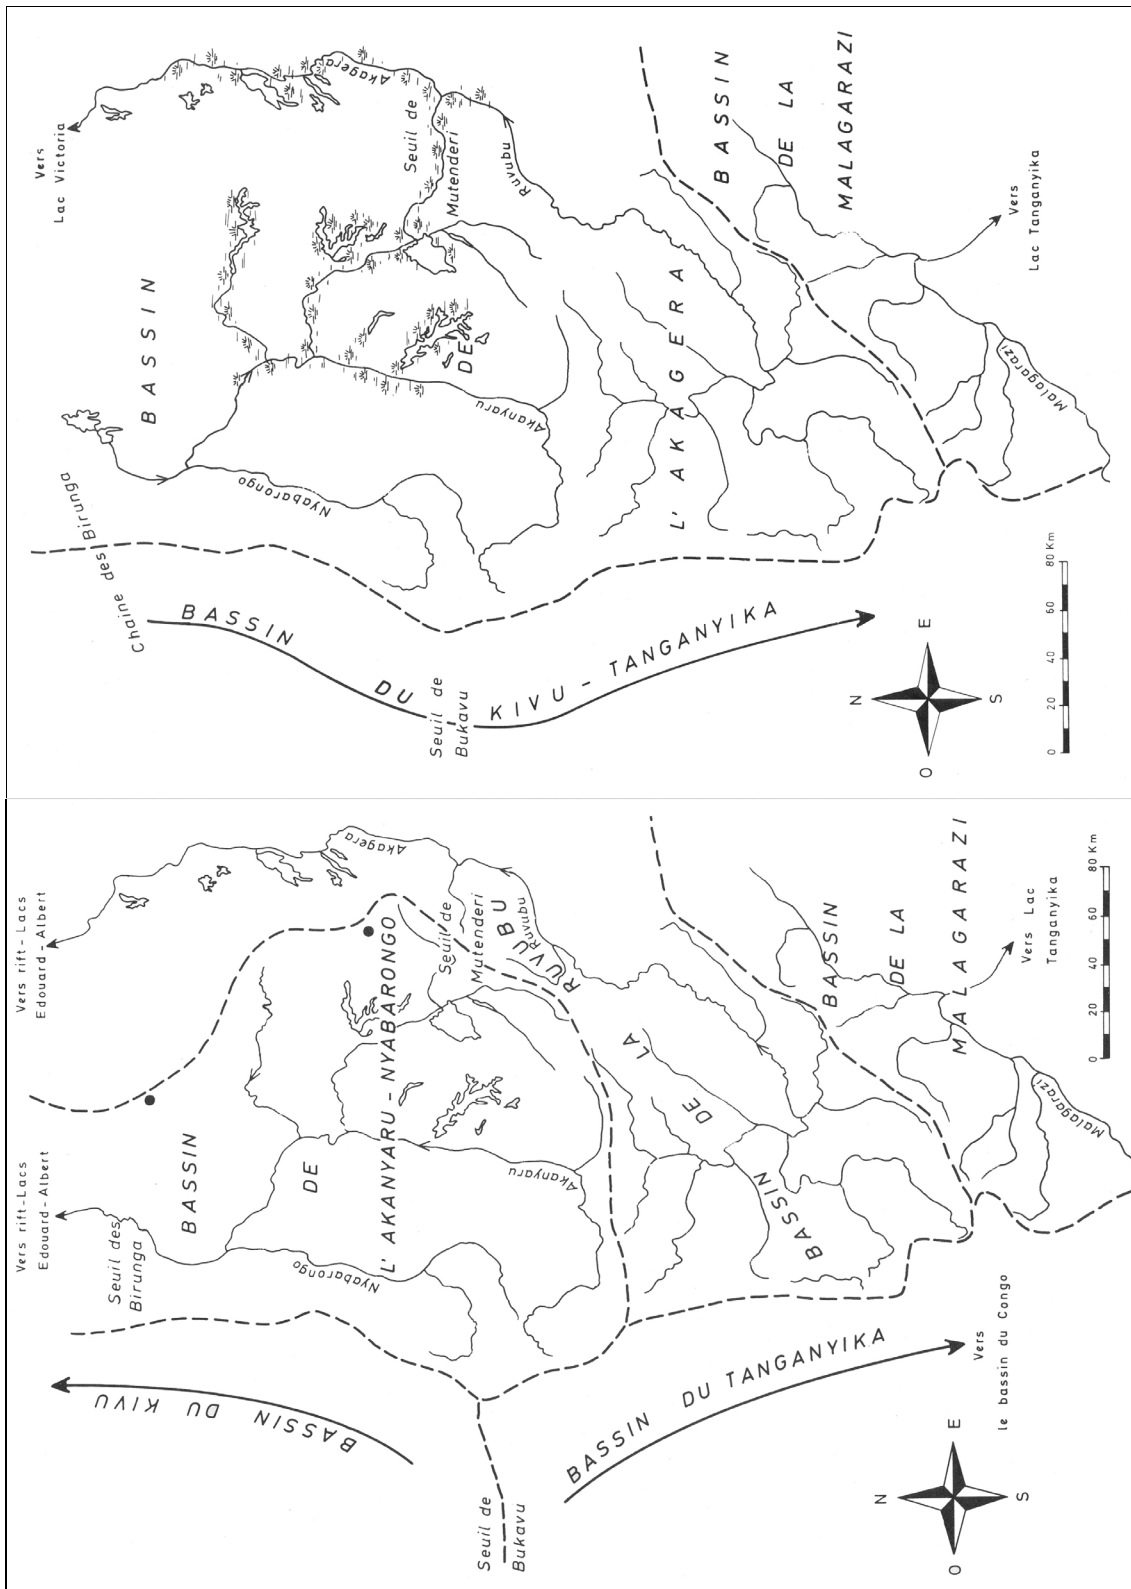 Vers
Lac Victoria
Akagera
Seuil de
Mutenderi
Ruvubu
BASSIN
DE LA
MALAGARAZI
Vers
Lac Tanganyika
BASSIN
DE
L' AKAGERA
Akanyaru
Nyabarongo
Malagarazi
Chaine des Birunga
BASSIN
DU
KIVU - TANGANYIKA
Seuil de
Bukavu
N
E
S
O
0 20 40 60 80 Km
Vers rift-Lacs
Edouard - Albert
Akagera
Seuil de
Mutenderi
Ruvubu
BASSIN
DE LA
MALAGARAZI
Vers Lac
Tanganyika
0 20 40 60 80 Km
Vers rift-Lacs
Edouard-Albert
Seuil des
Birunga
BASSIN
DE
L' AKANYARU - NYABARONGO
Akanyaru
Nyabarongo
BASSIN
DE
LA
RUVUBU
Malagarazi
BASSIN DU KIVU
BASSIN DU TANGANYIKA
Vers
le bassin du Congo
Seuil de
Bukavu
N
E
S
O